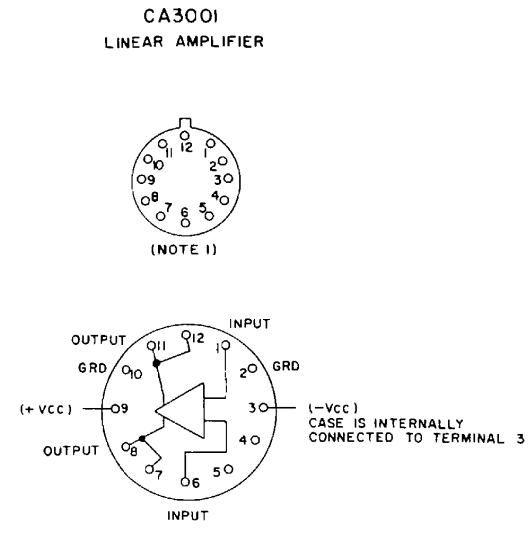 CA3001
LINEAR AMPLIFIER
12
11 1
10 2
9 3
8 4
7 5
6
(NOTE 1)
INPUT
OUTPUT 11 12 1
GRD 10 2 GRD
(+ VCC) 9 3 (-VCC)
CASE IS INTERNALLY
CONNECTED TO TERMINAL 3
4
OUTPUT 8
7 5
6
INPUT